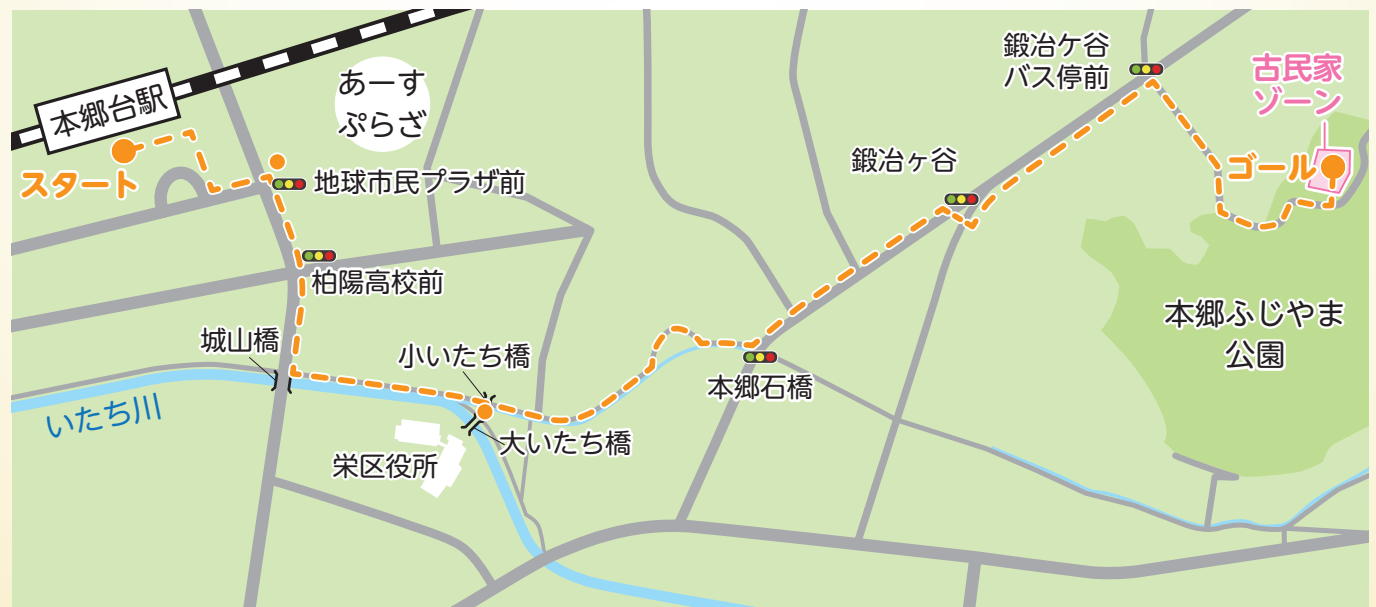 本郷台駅
スタート
あーす
ぷらざ
地球市民プラザ前
柏陽高校前
城山橋
小いたち橋
いたち川
大いたち橋
栄区役所
本郷石橋
鍛冶ヶ谷
鍛冶ケ谷
バス停前
古民家
ゾーン
ゴール
本郷ふじやま
公園